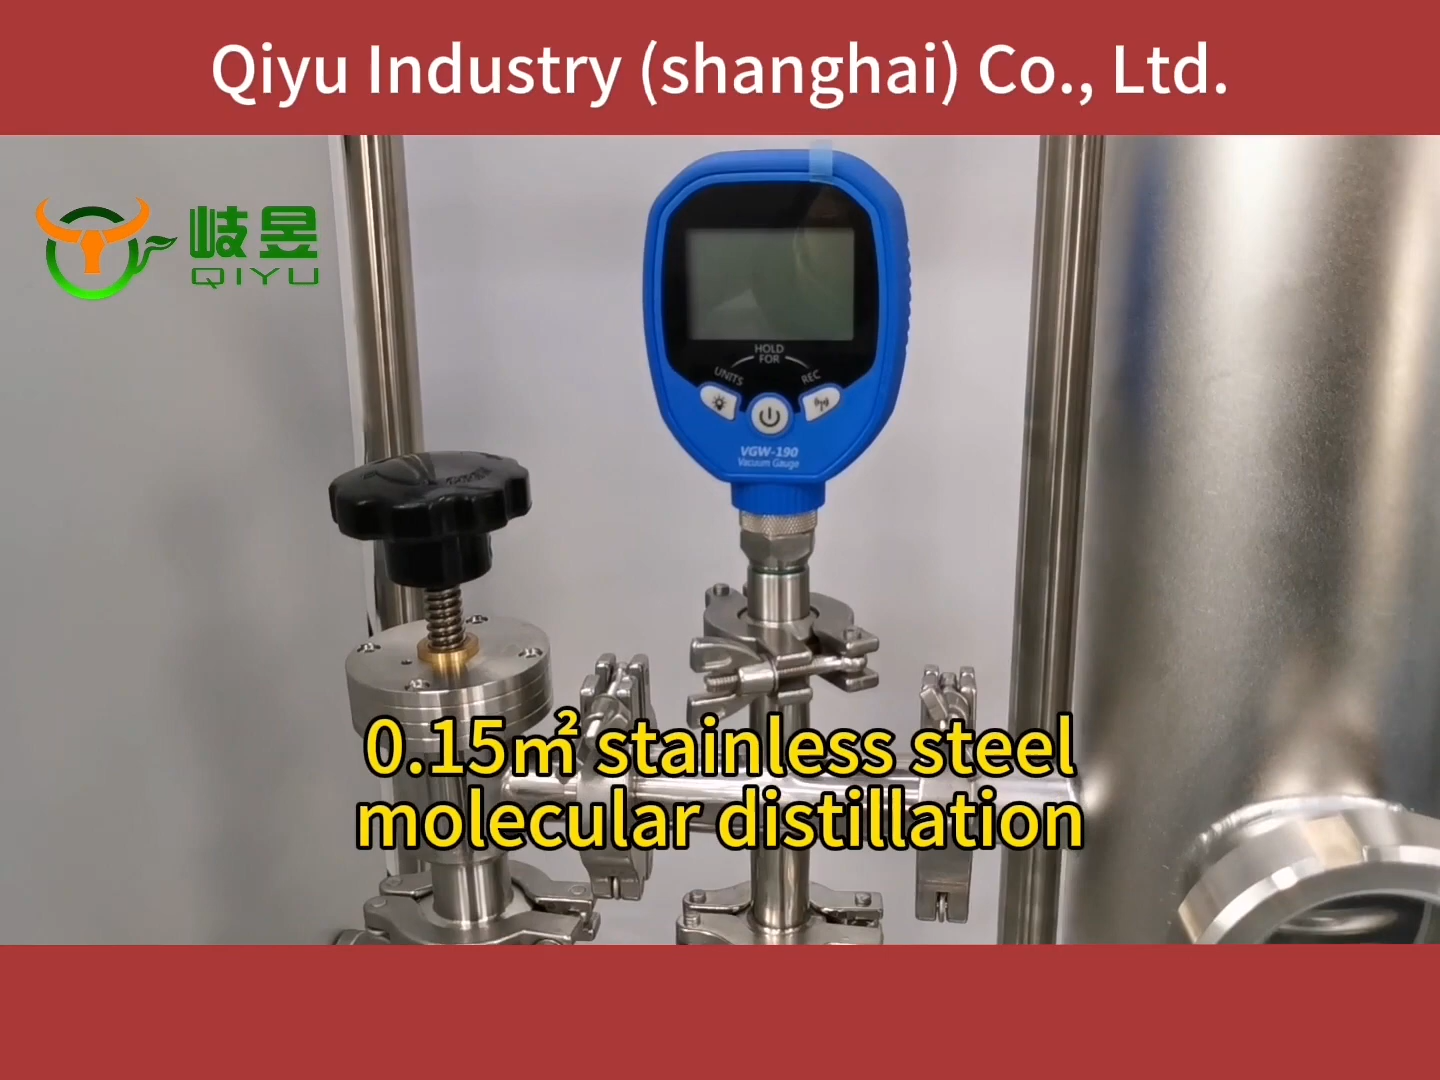 Qiyu Industry (shanghai) Co., Ltd.
岐昱
QIYU
HOLD
FOR
UNITS
REC
VGW-190
Vacuum Gauge
0.15㎡ stainless steel
molecular distillation